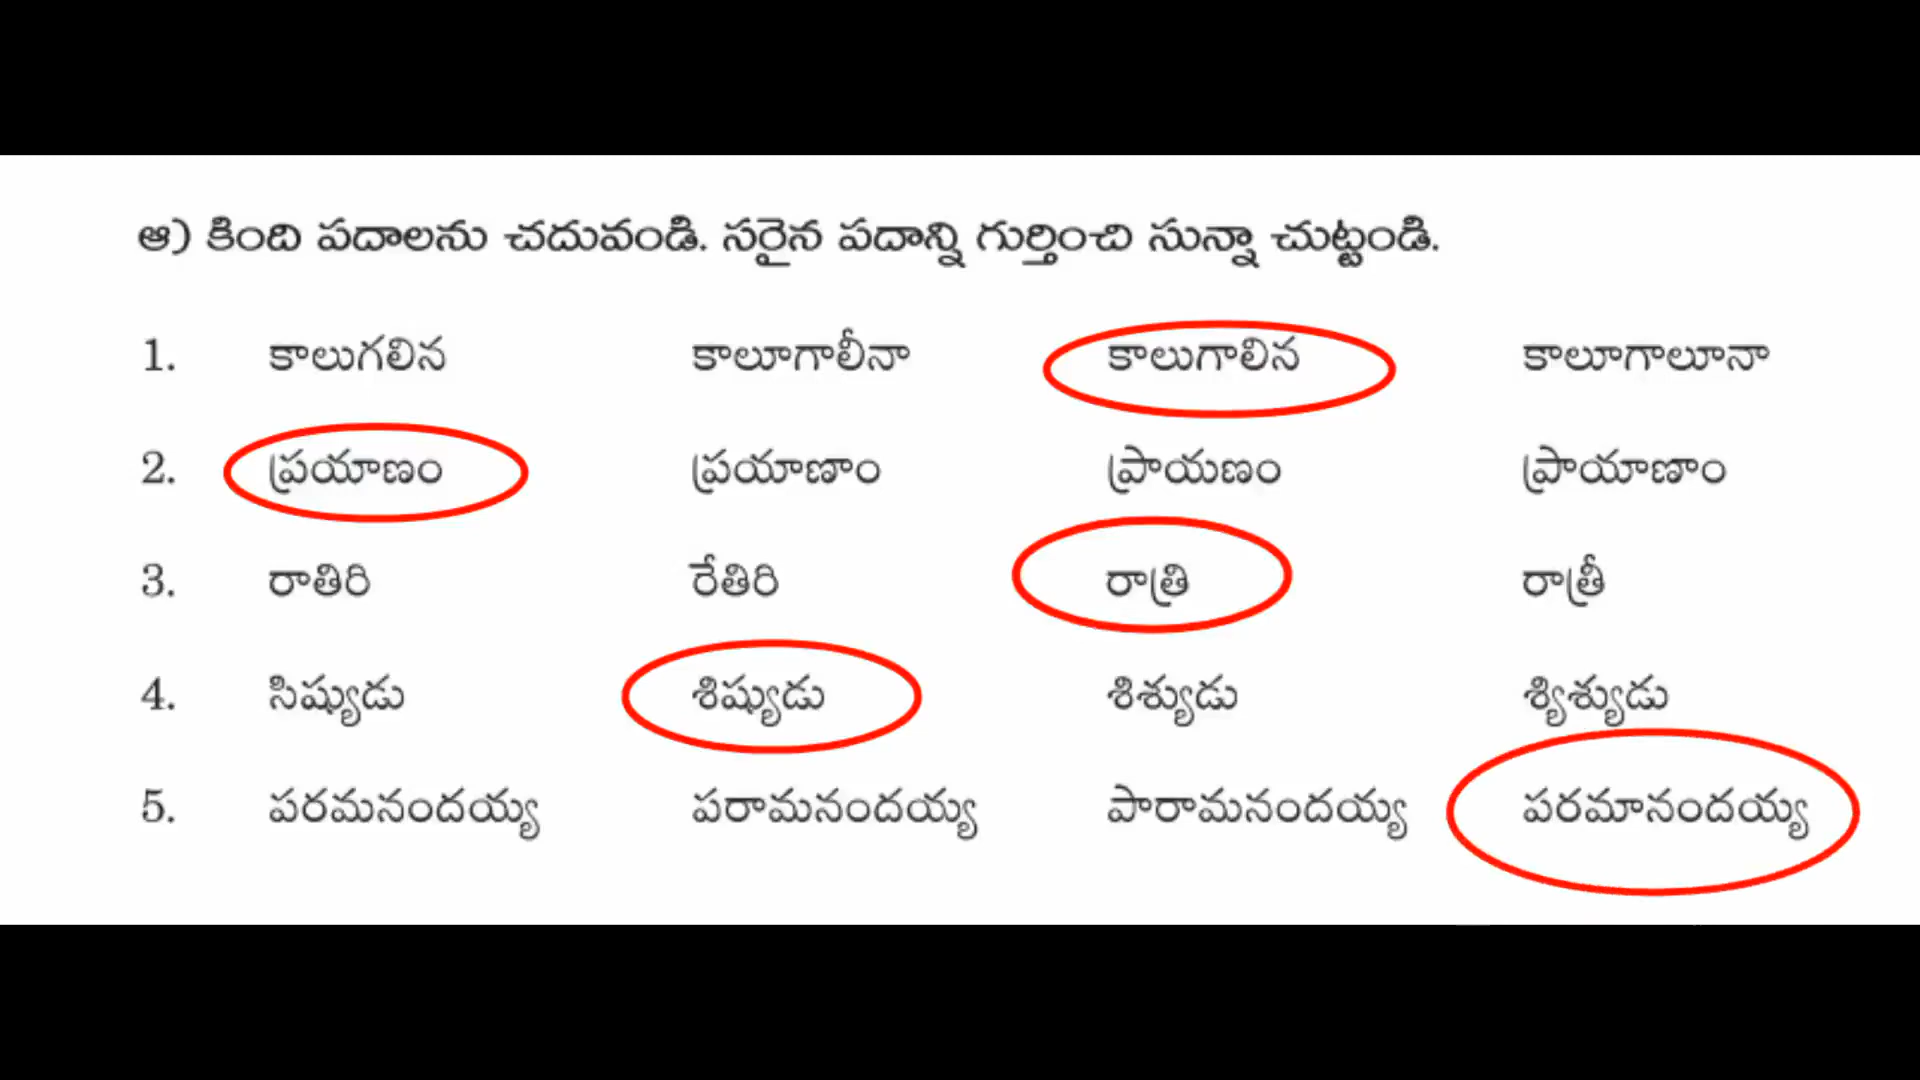 ఆ) కింది పదాలను చదువండి. సరైన పదాన్ని గుర్తించి సున్నా చుట్టండి.
1. కాలుగలిన కాలూగాలీనా కాలుగాలిన కాలూగాలూనా
2. ప్రయాణం ప్రయాణాం ప్రాయణం ప్రాయాణాం
3. రాతిరి రేతిరి రాత్రి రాత్రీ
4. సిష్యుడు శిష్యుడు శిశ్యుడు శ్యిశ్యుడు
5. పరమనందయ్య పరామనందయ్య పారామనందయ్య పరమానందయ్య